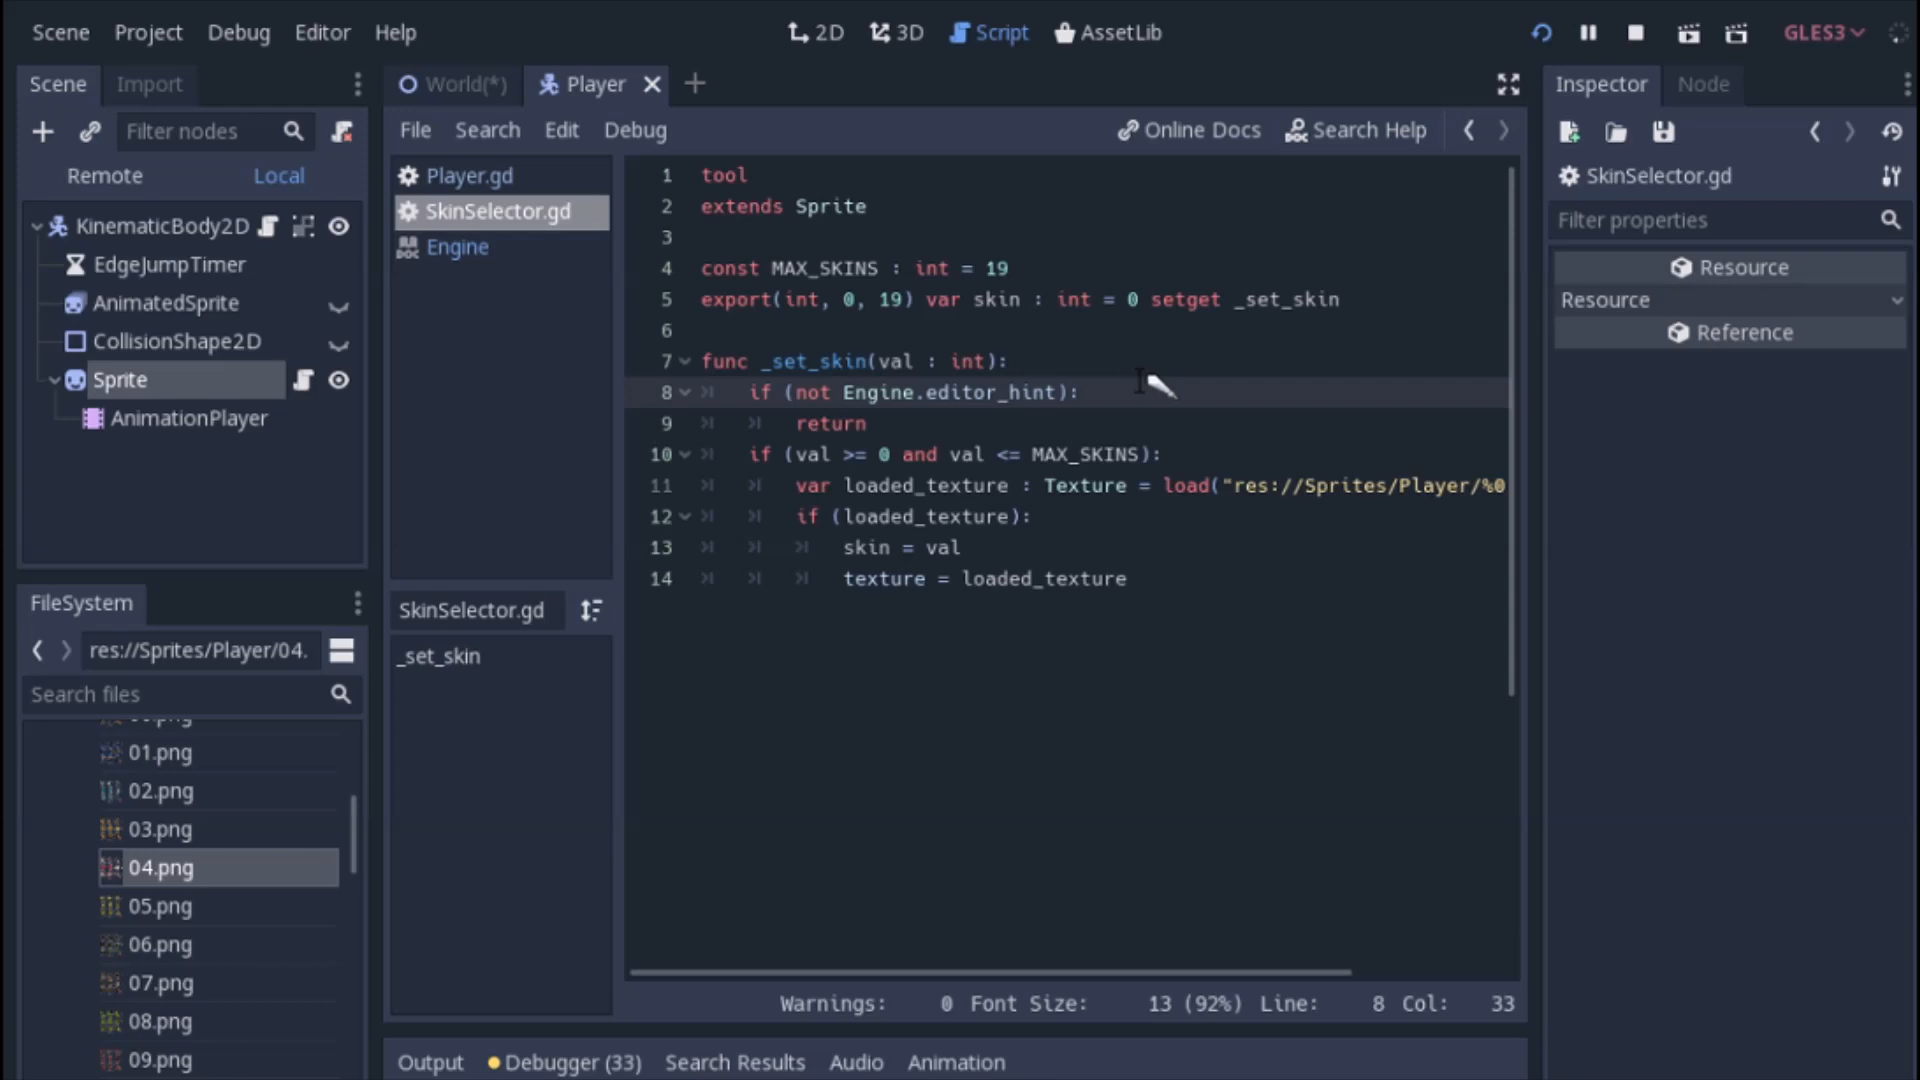 Scene Project Debug Editor Help 2D 3D Script AssetLib GLES3
Scene Import World(*) Player Inspector Node
Filter nodes File Search Edit Debug Online Docs Search Help
Remote Local Player.gd SkinSelector.gd
KinematicBody2D SkinSelector.gd Filter properties
EdgeJumpTimer Engine Resource
AnimatedSprite Resource
CollisionShape2D Reference
Sprite
AnimationPlayer
1 tool
2 extends Sprite
3
4 const MAX_SKINS : int = 19
5 export(int, 0, 19) var skin : int = 0 setget _set_skin
6
7 func _set_skin(val : int):
8 if (not Engine.editor_hint):
9 return
10 if (val >= 0 and val <= MAX_SKINS):
11 var loaded_texture : Texture = load("res://Sprites/Player/%0
12 if (loaded_texture):
13 skin = val
14 texture = loaded_texture
FileSystem SkinSelector.gd
res://Sprites/Player/04. _set_skin
Search files
01.png
02.png
03.png
04.png
05.png
06.png
07.png
08.png
09.png
Warnings: 0 Font Size: 13 (92%) Line: 8 Col: 33
Output Debugger (33) Search Results Audio Animation